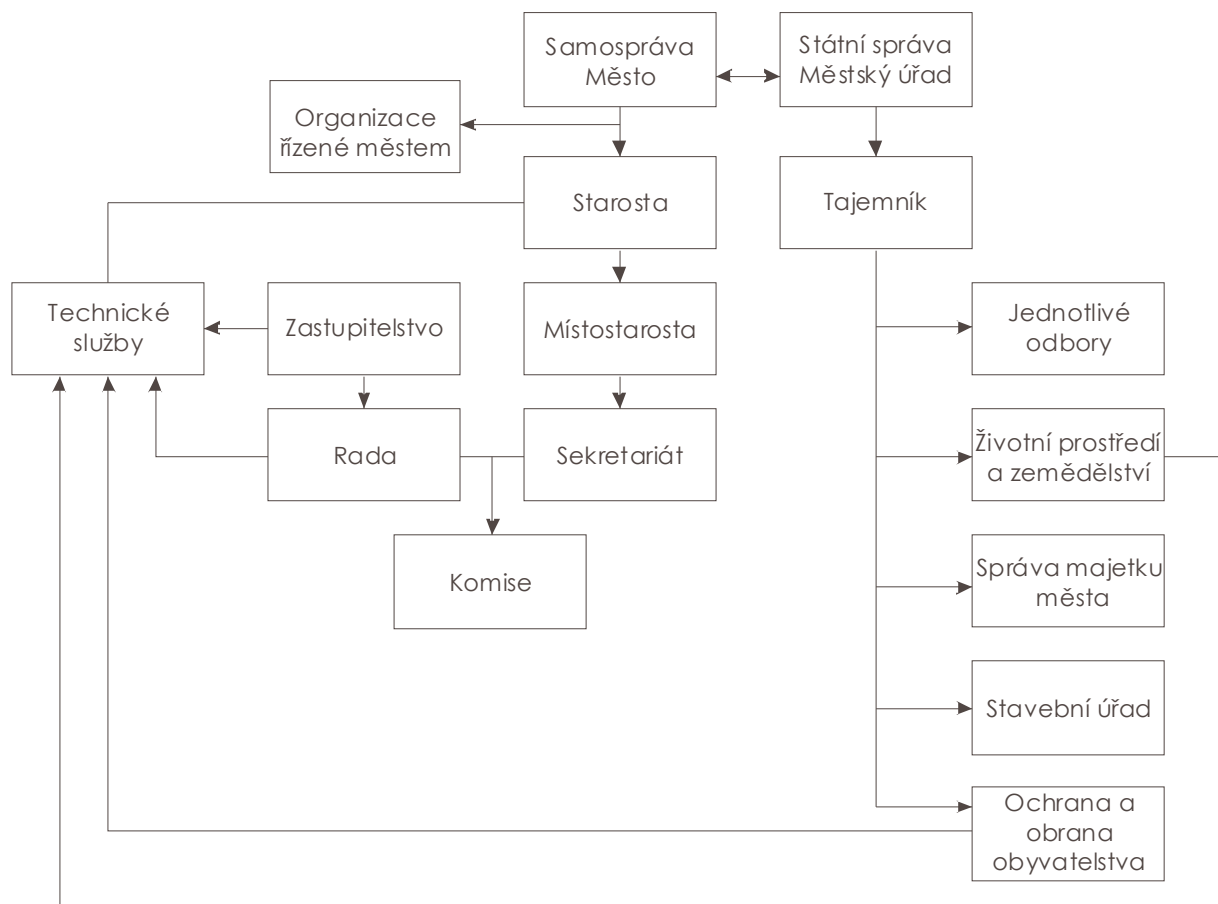 Samospráva
Město
Státní správa
Městský úřad
Organizace
řízené městem
Starosta
Tajemník
Technické
služby
Zastupitelstvo
Místostarosta
Jednotlivé
odbory
Rada
Sekretariát
Životní prostředí
a zemědělství
Komise
Správa majetku
města
Stavební úřad
Ochrana a
obrana
obyvatelstva